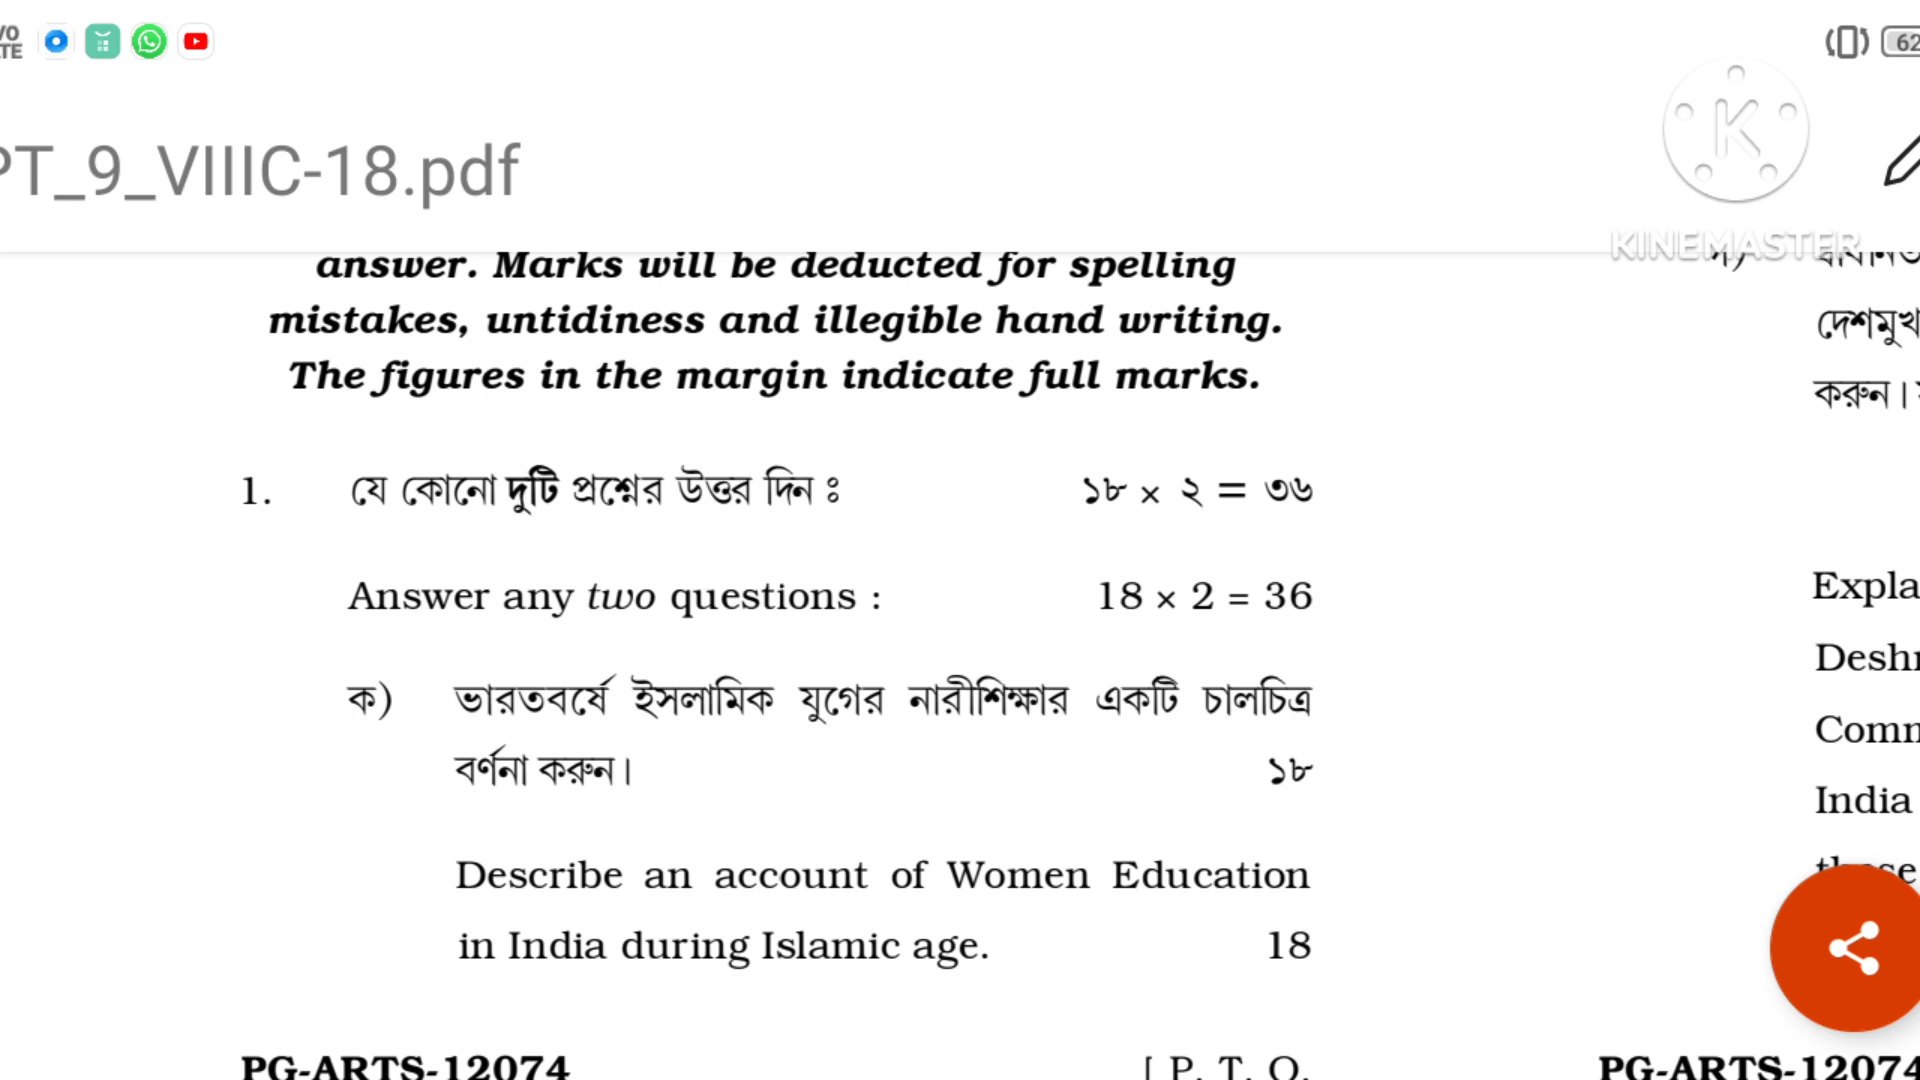 TE
62
PT_9_VIIIC-18.pdf
KINEMASTER
answer. Marks will be deducted for spelling
mistakes, untidiness and illegible hand writing.
The figures in the margin indicate full marks.
1. যে কোনো দুটি প্রশ্নের উত্তর দিন ঃ ১৮ × ২ = ৩৬
Answer any two questions : 18 × 2 = 36
ক) ভারতবর্ষে ইসলামিক যুগের নারীশিক্ষার একটি চালচিত্র
বর্ণনা করুন। ১৮
Describe an account of Women Education
in India during Islamic age. 18
PG-ARTS-12074 [ P. T. O.
দেশমুখ
করুন।
Expla
Deshr
Comm
India
PG-ARTS-12074